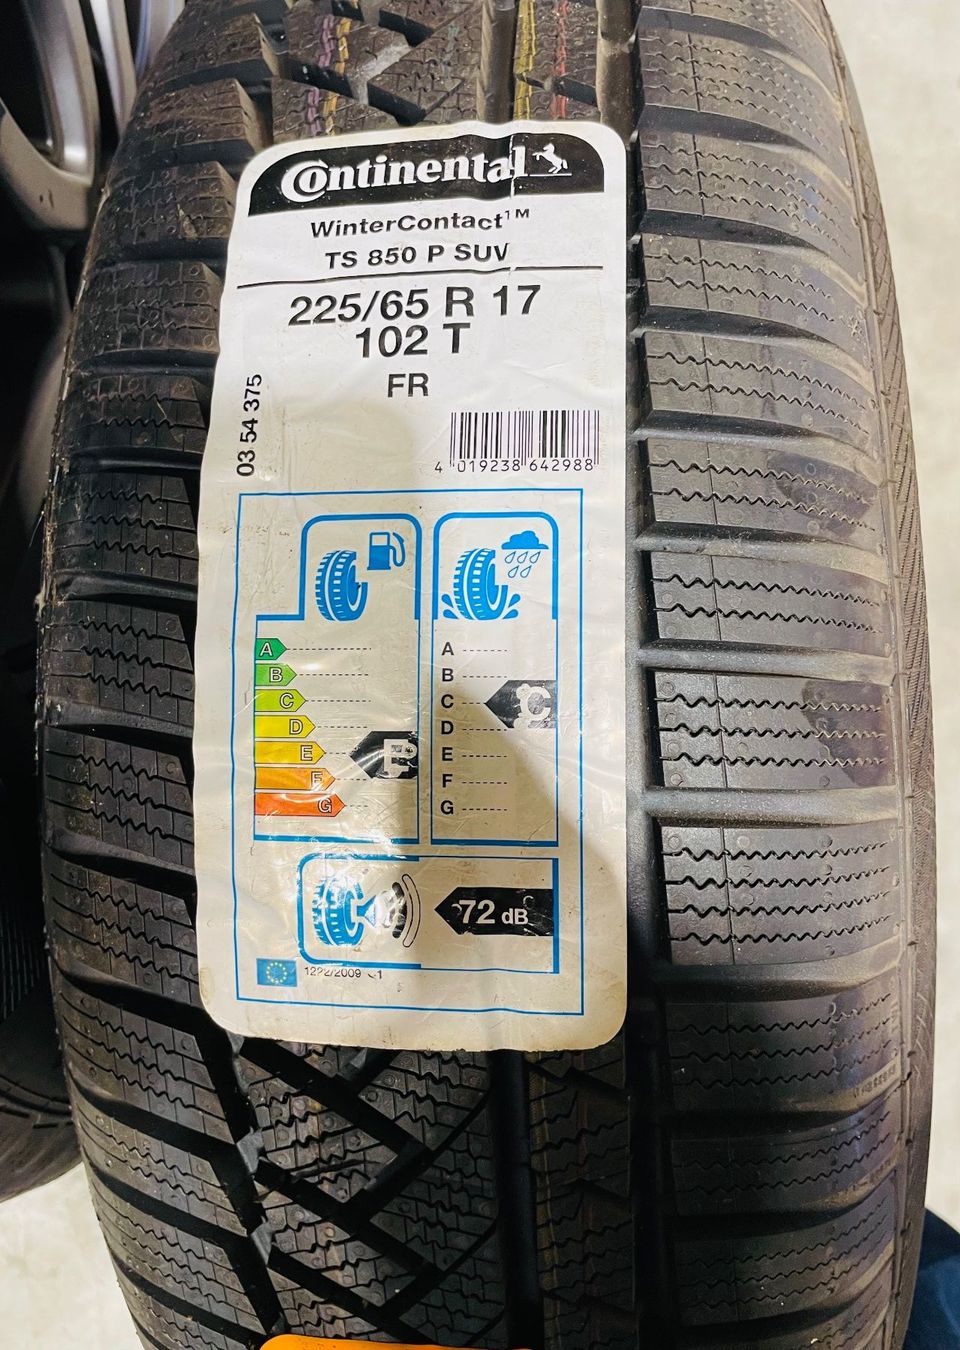 Continental
WinterContact™
TS 850 P SUV
225/65 R 17
102 T
FR
03 54 375
4 019238 642988
A
B
C
D
E
F
G
E
A
B
C
D
E
F
G
C
72 dB